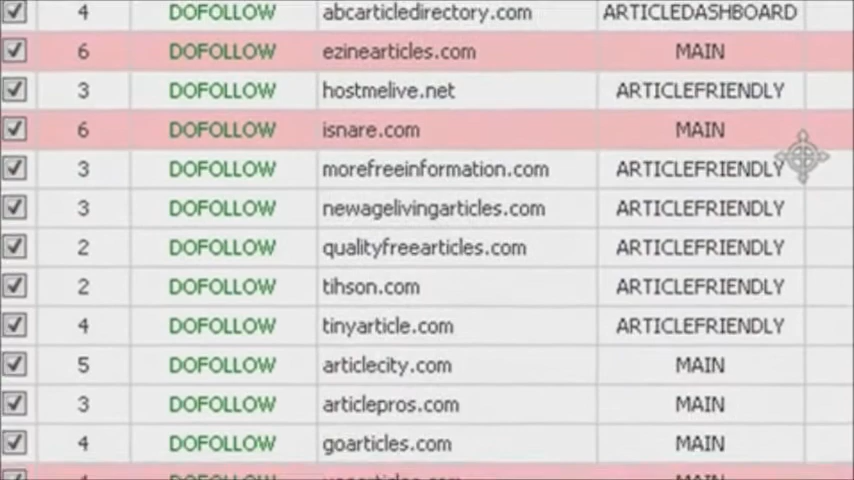 4 DOFOLLOW abcarticledirectory.com ARTICLEDASHBOARD
6 DOFOLLOW ezinearticles.com MAIN
3 DOFOLLOW hostmelive.net ARTICLEFRIENDLY
6 DOFOLLOW isnare.com MAIN
3 DOFOLLOW morefreeinformation.com ARTICLEFRIENDLY
3 DOFOLLOW newagelivingarticles.com ARTICLEFRIENDLY
2 DOFOLLOW qualityfreearticles.com ARTICLEFRIENDLY
2 DOFOLLOW tihson.com ARTICLEFRIENDLY
4 DOFOLLOW tinyarticle.com ARTICLEFRIENDLY
5 DOFOLLOW articlecity.com MAIN
3 DOFOLLOW articlepros.com MAIN
4 DOFOLLOW goarticles.com MAIN
DOFOLLOW MAIN